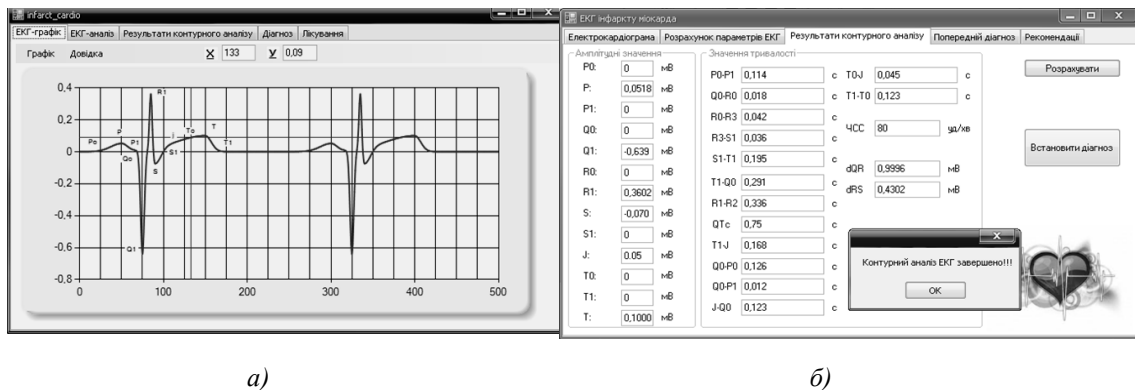 infarct_cardio
ЕКГ-графік ЕКГ-аналіз Результати контурного аналізу Діагноз Лікування
Графік Довідка X 133 У 0,09
0,4
0,2
0
-0,2
-0,4
-0,6
-0,8
0 100 200 300 400 500
R1
P
Po
P1
Qo
j
To
T
S1
T1
S
Q1
а)
ЕКГ інфаркту міокарда
Електрокардіограма Розрахунок параметрів ЕКГ Результати контурного аналізу Попередній діагноз Рекомендації
Амплітудні значення
P0: 0 мВ
P: 0,0518 мВ
P1: 0 мВ
Q0: 0 мВ
Q1: -0,639 мВ
R0: 0 мВ
R1: 0,3602 мВ
S: -0,070 мВ
S1: 0 мВ
J: 0.05 мВ
T0: 0 мВ
T1: 0 мВ
T: 0,1000 мВ
Значення тривалості
P0-P1 0,114 с
Q0-R0 0,018 с
R0-R3 0,042 с
R3-S1 0,036 с
S1-T1 0,195 с
T1-Q0 0,291 с
R1-R2 0,336 с
QTc 0,75 с
T1-J 0,168 с
Q0-P0 0,126 с
Q0-P1 0,012 с
J-Q0 0,123 с
T0-J 0,045 с
T1-T0 0,123 с
ЧСС 80 уд/хв
dQR 0,9996 мВ
dRS 0,4302 мВ
Розрахувати
Встановити діагноз
Контурний аналіз ЕКГ завершено!!!
OK
б)